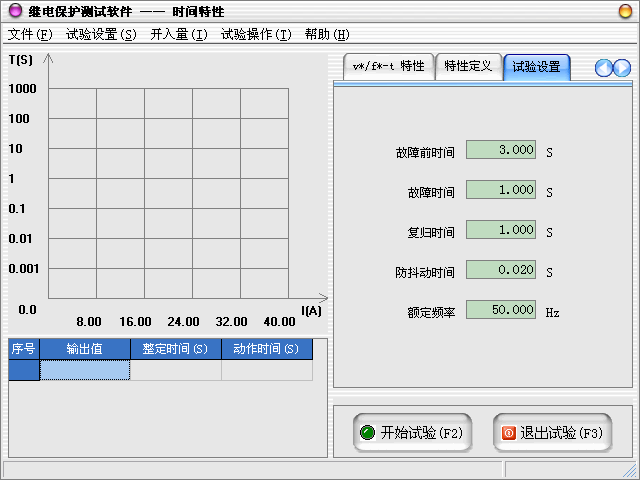 继电保护测试软件 —— 时间特性
文件(F) 试验设置(S) 开入量(I) 试验操作(T) 帮助(H)
T(S)
1000
100
10
1
0.1
0.01
0.001
0.0
8.00 16.00 24.00 32.00 40.00
I(A)
序号 输出值 整定时间(S) 动作时间(S)
v*/f*-t 特性 特性定义 试验设置
故障前时间 3.000 S
故障时间 1.000 S
复归时间 1.000 S
防抖动时间 0.020 S
额定频率 50.000 Hz
开始试验(F2) 退出试验(F3)